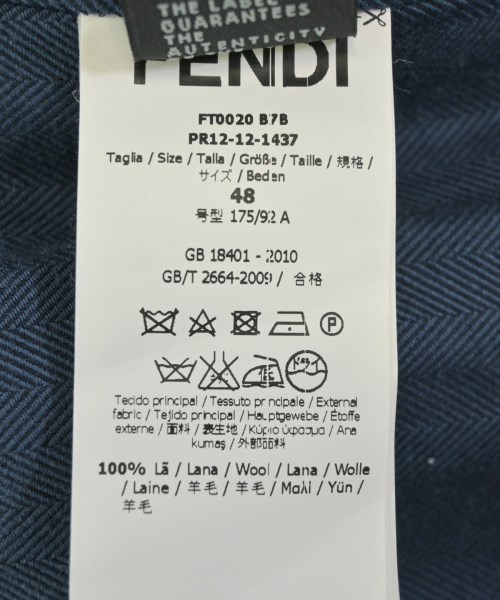 THE LABEL
GUARANTEES
THE
AUTENTICITY
FENDI
FT0020 B7B
PR12-12-1437
Taglia / Size / Talla / Größe / Taille / 規格 /
サイズ / Beden
48
号型 175/92 A
GB 18401 - 2010
GB/T 2664-2009 / 合格
P
Tecido principal / Tessuto principale / External
fabric / Tejido principal / Hauptgewebe / Étoffe
externe / 面料 / 表生地 / Κύριο ύφασμα / Ana
kumaş / 外部面料
100% Lã / Lana / Wool / Lana / Wolle
/ Laine / 羊毛 / 羊毛 / Μαλί / Yün /
羊毛